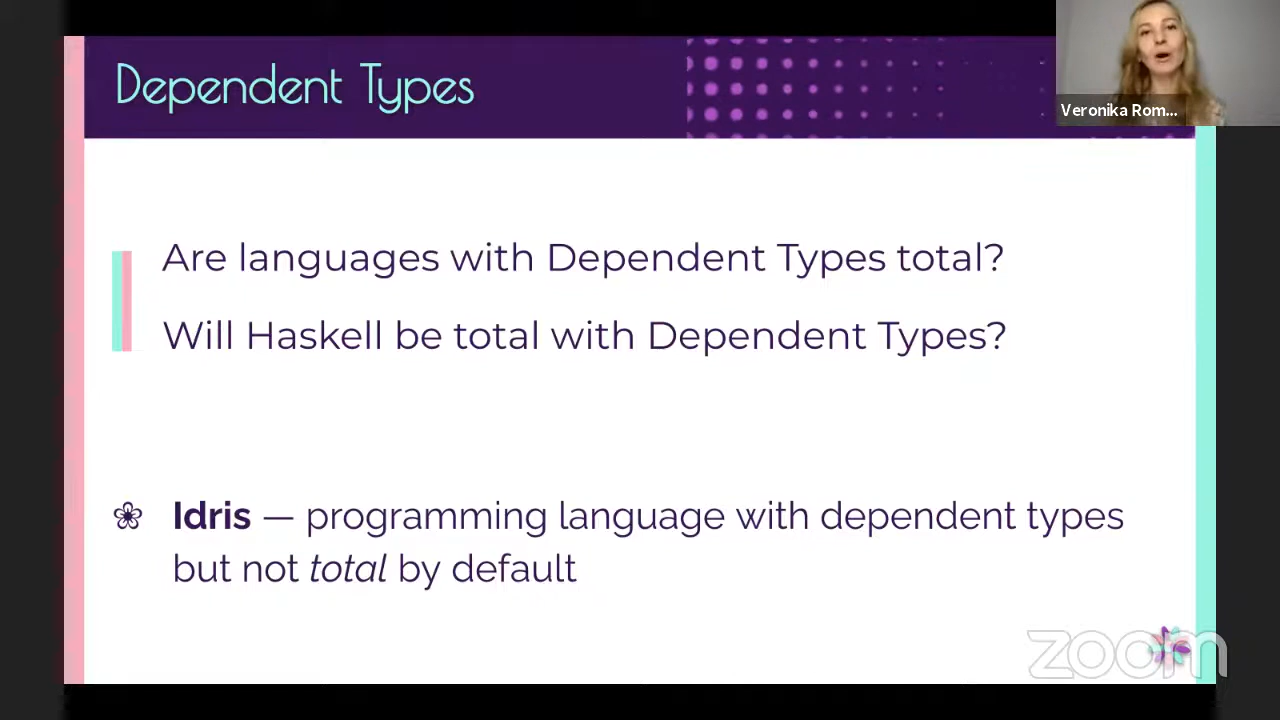 Dependent Types
Veronika Rom...
Are languages with Dependent Types total?
Will Haskell be total with Dependent Types?
Idris — programming language with dependent types
but not total by default
zoom